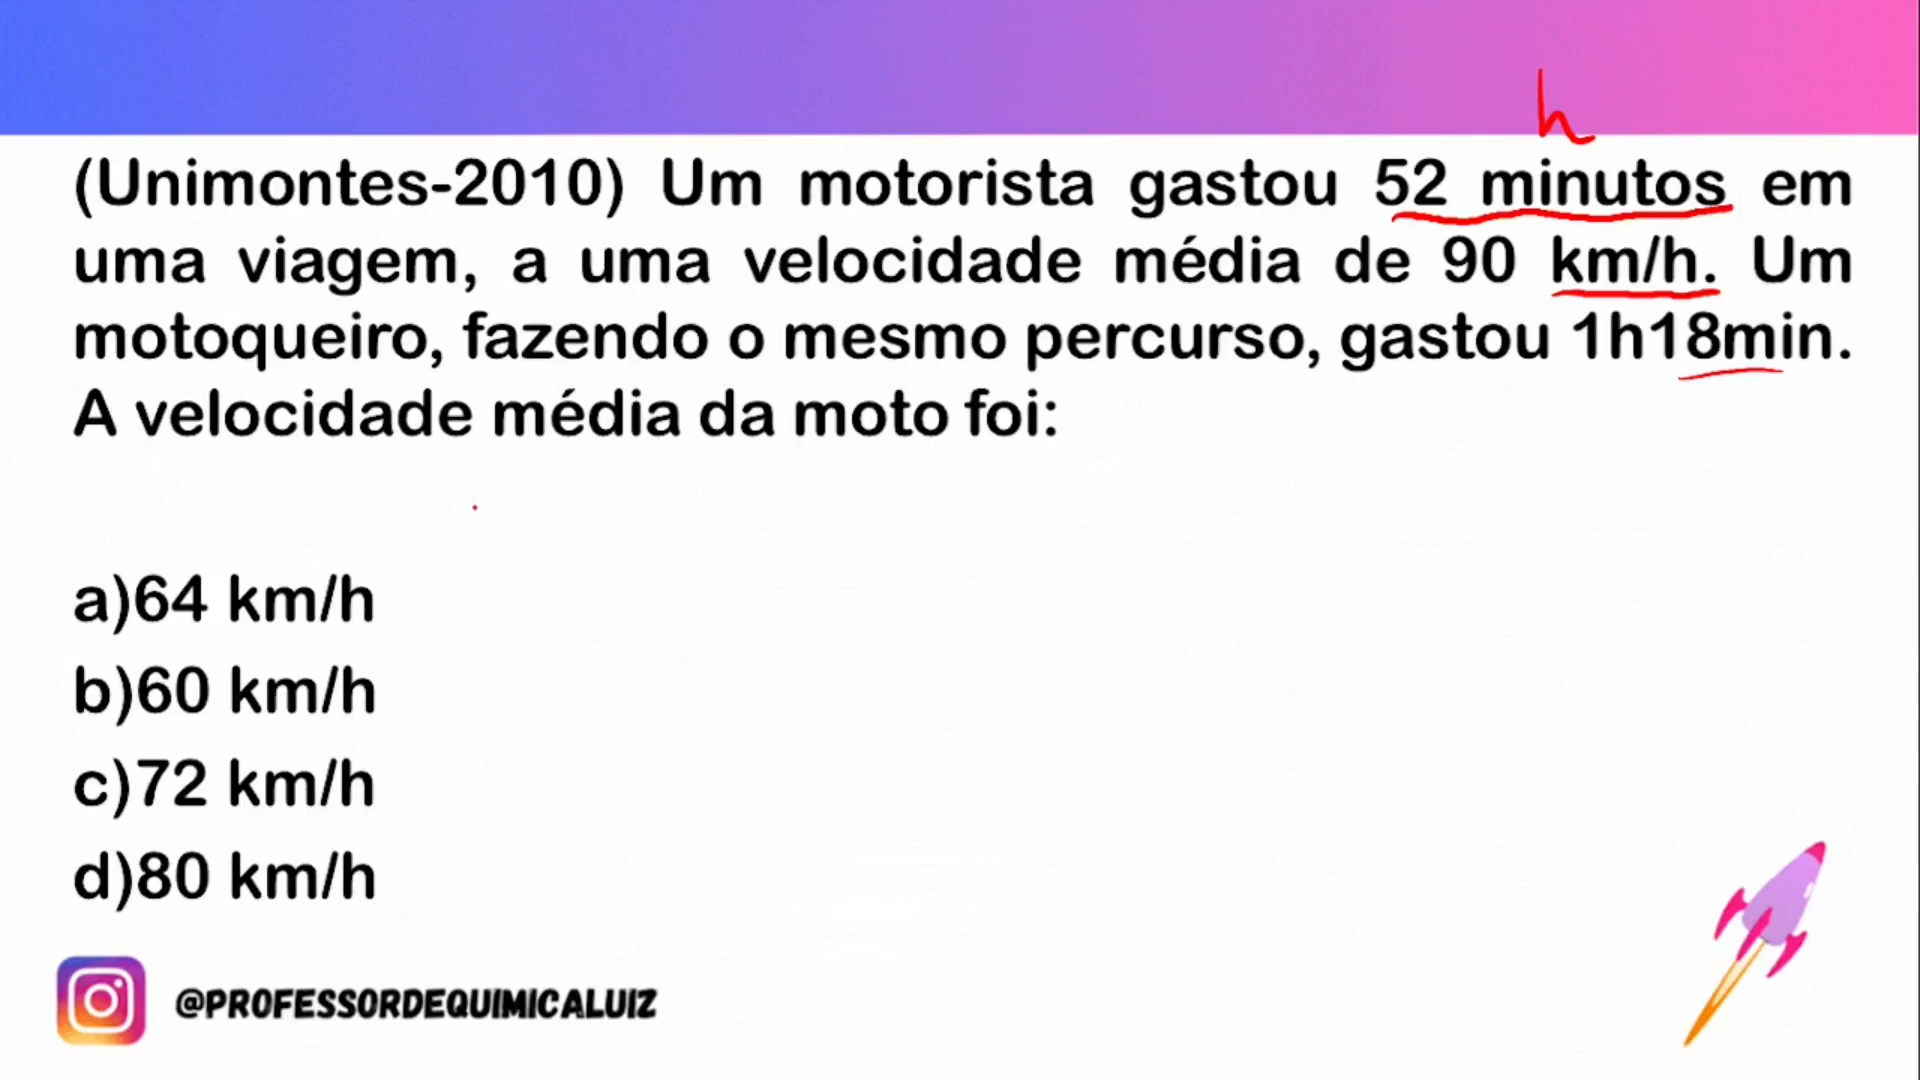 h
(Unimontes-2010) Um motorista gastou 52 minutos em
uma viagem, a uma velocidade média de 90 km/h. Um
motoqueiro, fazendo o mesmo percurso, gastou 1h18min.
A velocidade média da moto foi:
a)64 km/h
b)60 km/h
c)72 km/h
d)80 km/h
@PROFESSORDEQUIMICALUIZ